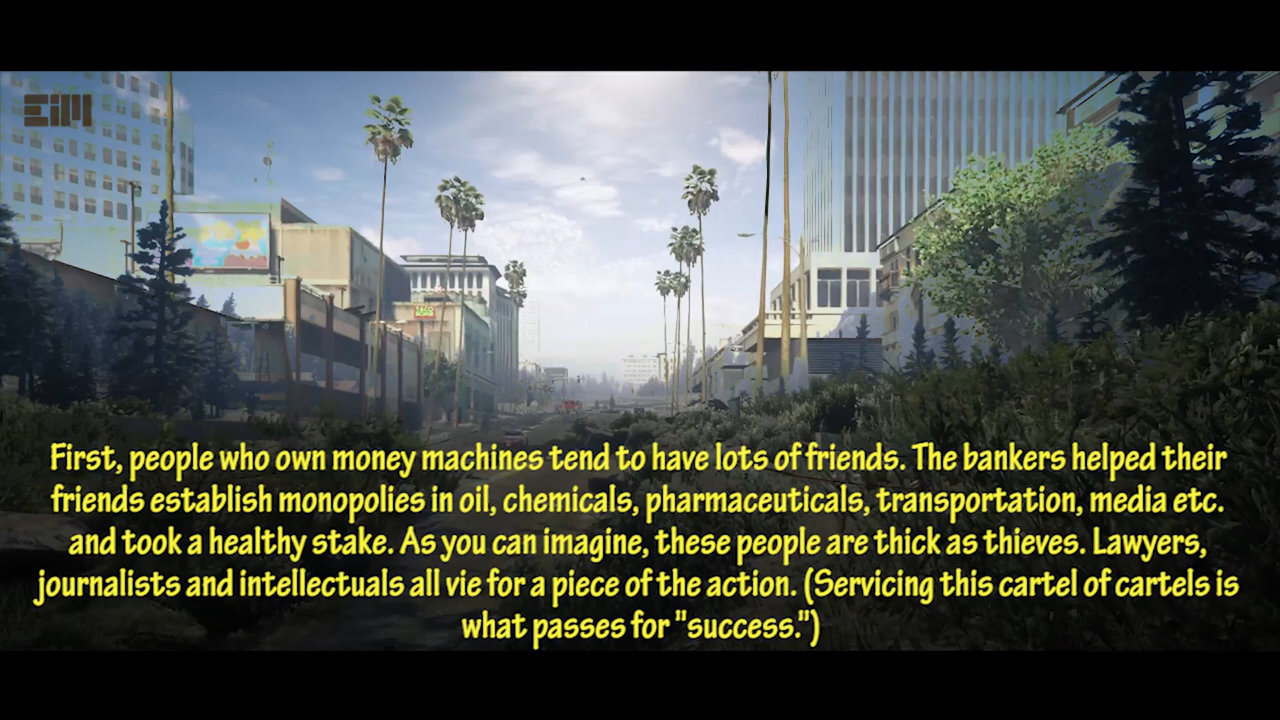 EIM
TACO
First, people who own money machines tend to have lots of friends. The bankers helped their
friends establish monopolies in oil, chemicals, pharmaceuticals, transportation, media etc.
and took a healthy stake. As you can imagine, these people are thick as thieves. Lawyers,
journalists and intellectuals all vie for a piece of the action. (Servicing this cartel of cartels is
what passes for "success.")